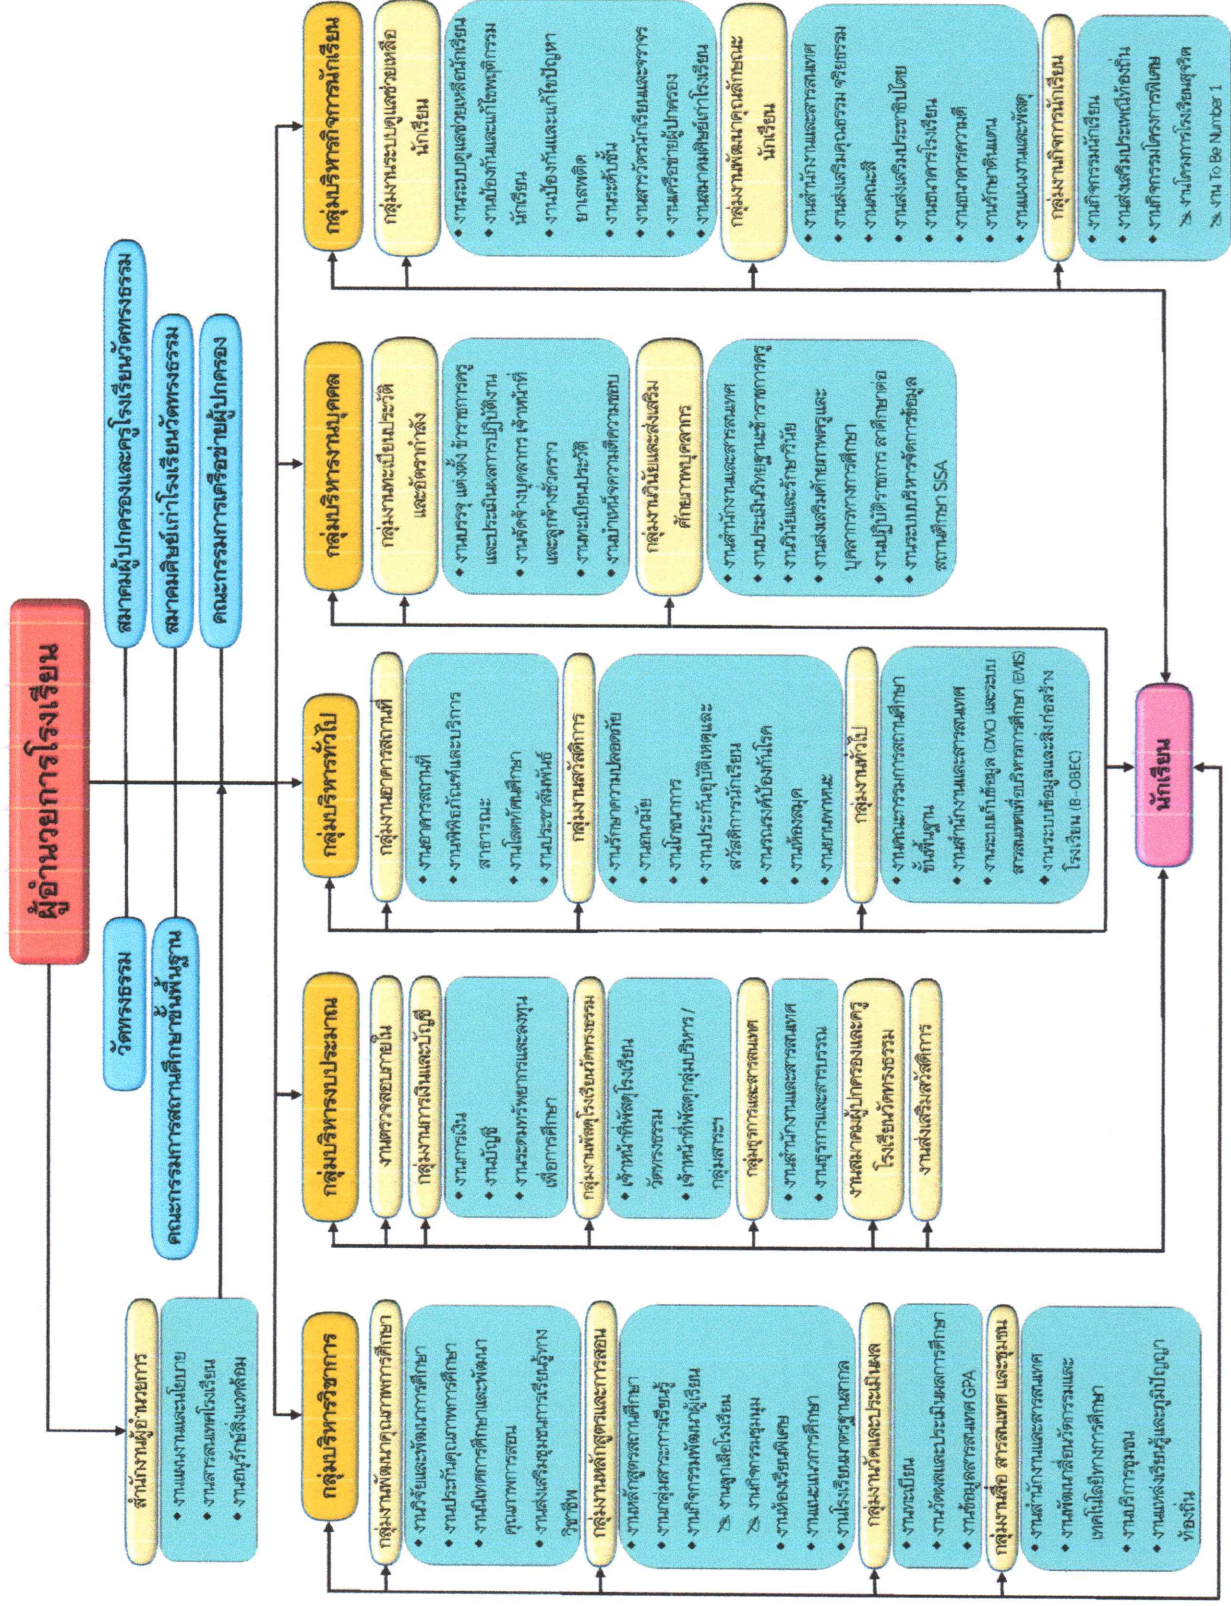 ผู้อำนวยการโรงเรียน
วัดทรงธรรม
สมาคมผู้ปกครองและครูโรงเรียนวัดทรงธรรม
คณะกรรมการสถานศึกษาขั้นพื้นฐาน
สมาคมศิษย์เก่าโรงเรียนวัดทรงธรรม
คณะกรรมการเครือข่ายผู้ปกครอง
สำนักงานผู้อำนวยการ
งานแผนงานและนโยบาย
งานสารสนเทศโรงเรียน
งานอนุรักษ์สิ่งแวดล้อม
กลุ่มบริหารวิชาการ
กลุ่มงานพัฒนาคุณภาพการศึกษา
งานวิจัยและพัฒนาการศึกษา
งานประกันคุณภาพการศึกษา
งานนิเทศการศึกษาและพัฒนา
คุณภาพการสอน
งานส่งเสริมชุมชนการเรียนรู้ทาง
วิชาชีพ
กลุ่มงานหลักสูตรและการสอน
งานหลักสูตรสถานศึกษา
งานกลุ่มสาระการเรียนรู้
งานกิจกรรมพัฒนาผู้เรียน
งานลูกเสือโรงเรียน
งานกิจกรรมชุมนุม
งานห้องเรียนพิเศษ
งานแนะแนวการศึกษา
งานโรงเรียนมาตรฐานสากล
กลุ่มงานวัดและประเมินผล
งานทะเบียน
งานวัดผลและประเมินผลการศึกษา
งานข้อมูลสารสนเทศ GPA
กลุ่มงานสื่อ สารสนเทศ และชุมชน
งานสำนักงานและสารสนเทศ
งานพัฒนาสื่อนวัตกรรมและ
เทคโนโลยีทางการศึกษา
งานบริการชุมชน
งานแหล่งเรียนรู้และภูมิปัญญา
ท้องถิ่น
กลุ่มบริหารงบประมาณ
งานตรวจสอบภายใน
กลุ่มงานการเงินและบัญชี
งานการเงิน
งานบัญชี
งานระดมทรัพยากรและลงทุน
เพื่อการศึกษา
กลุ่มงานพัสดุโรงเรียนวัดทรงธรรม
เจ้าหน้าที่พัสดุโรงเรียน
วัดทรงธรรม
เจ้าหน้าที่พัสดุกลุ่มบริหาร /
กลุ่มสาระฯ
กลุ่มธุรการและสารสนเทศ
งานสำนักงานและสารสนเทศ
งานธุรการและสารบรรณ
งานสมาคมผู้ปกครองและครู
โรงเรียนวัดทรงธรรม
งานส่งเสริมสวัสดิการ
กลุ่มบริหารทั่วไป
กลุ่มงานอาคารสถานที่
งานอาคารสถานที่
งานพิพิธภัณฑ์และบริการ
สาธารณะ
งานโสตทัศนศึกษา
งานประชาสัมพันธ์
กลุ่มงานสวัสดิการ
งานรักษาความปลอดภัย
งานอนามัย
งานโภชนาการ
งานประกันอุบัติเหตุและ
สวัสดิการนักเรียน
งานรณรงค์ป้องกันโรค
งานห้องสมุด
งานยานพาหนะ
กลุ่มงานทั่วไป
งานคณะกรรมการสถานศึกษา
ขั้นพื้นฐาน
งานสำนักงานและสารสนเทศ
งานระบบเก็บข้อมูล (DMC) และระบบ
สารสนเทศเพื่อบริหารการศึกษา (EMIS)
งานระบบข้อมูลและสิ่งก่อสร้าง
โรงเรียน (B-OBEC)
กลุ่มบริหารงานบุคคล
กลุ่มงานทะเบียนประวัติ
และอัตรากำลัง
งานบรรจุ แต่งตั้ง ข้าราชการครู
และประเมินผลการปฏิบัติงาน
งานจัดจ้างบุคลากร เจ้าหน้าที่
และลูกจ้างชั่วคราว
งานทะเบียนประวัติ
งานบำเหน็จความดีความชอบ
กลุ่มงานวินัยและส่งเสริม
ศักยภาพบุคลากร
งานสำนักงานและสารสนเทศ
งานประเมินวิทยฐานะข้าราชการครู
งานวินัยและรักษาวินัย
งานส่งเสริมศักยภาพครูและ
บุคลากรทางการศึกษา
งานปฏิบัติราชการ ลาศึกษาต่อ
งานระบบบริหารจัดการข้อมูล
สถานศึกษา SISA
กลุ่มบริหารกิจการนักเรียน
กลุ่มงานระบบดูแลช่วยเหลือ
นักเรียน
งานระบบดูแลช่วยเหลือนักเรียน
งานป้องกันและแก้ไขพฤติกรรม
นักเรียน
งานป้องกันและแก้ไขปัญหา
ยาเสพติด
งานระดับชั้น
งานสารวัตรนักเรียนและจราจร
งานเครือข่ายผู้ปกครอง
งานสมาคมศิษย์เก่าโรงเรียน
กลุ่มงานพัฒนาคุณลักษณะ
นักเรียน
งานสำนักงานและสารสนเทศ
งานส่งเสริมคุณธรรม จริยธรรม
งานคณะสี
งานส่งเสริมประชาธิปไตย
งานธนาคารโรงเรียน
งานธนาคารความดี
งานรักษาดินแดน
งานแผนงานและพัสดุ
กลุ่มงานกิจการนักเรียน
งานกิจกรรมนักเรียน
งานส่งเสริมประเพณีท้องถิ่น
งานกิจกรรมโครงการพิเศษ
งานโครงการโรงเรียนสุจริต
งาน To Be Number 1
นักเรียน